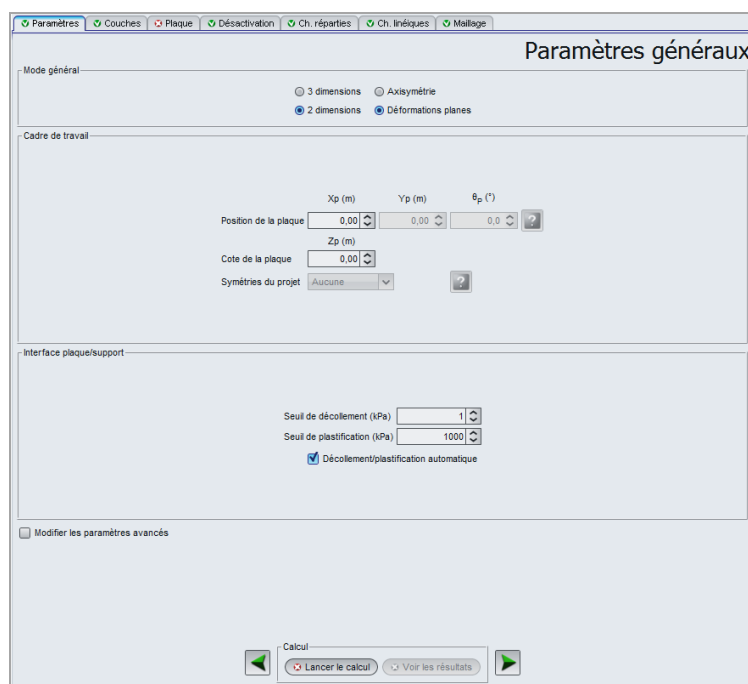 Paramètres Couches Plaque Désactivation Ch. réparties Ch. linéiques Maillage
Paramètres généraux
Mode général
3 dimensions Axisymétrie
2 dimensions Déformations planes
Cadre de travail
Xp (m) Yp (m) θp (°)
Position de la plaque 0,00 0,00 0,0 ?
Zp (m)
Cote de la plaque 0,00
Symétries du projet Aucune ?
Interface plaque/support
Seuil de décollement (kPa) 1
Seuil de plastification (kPa) 1000
Décollement/plastification automatique
Modifier les paramètres avancés
Calcul
Lancer le calcul Voir les résultats